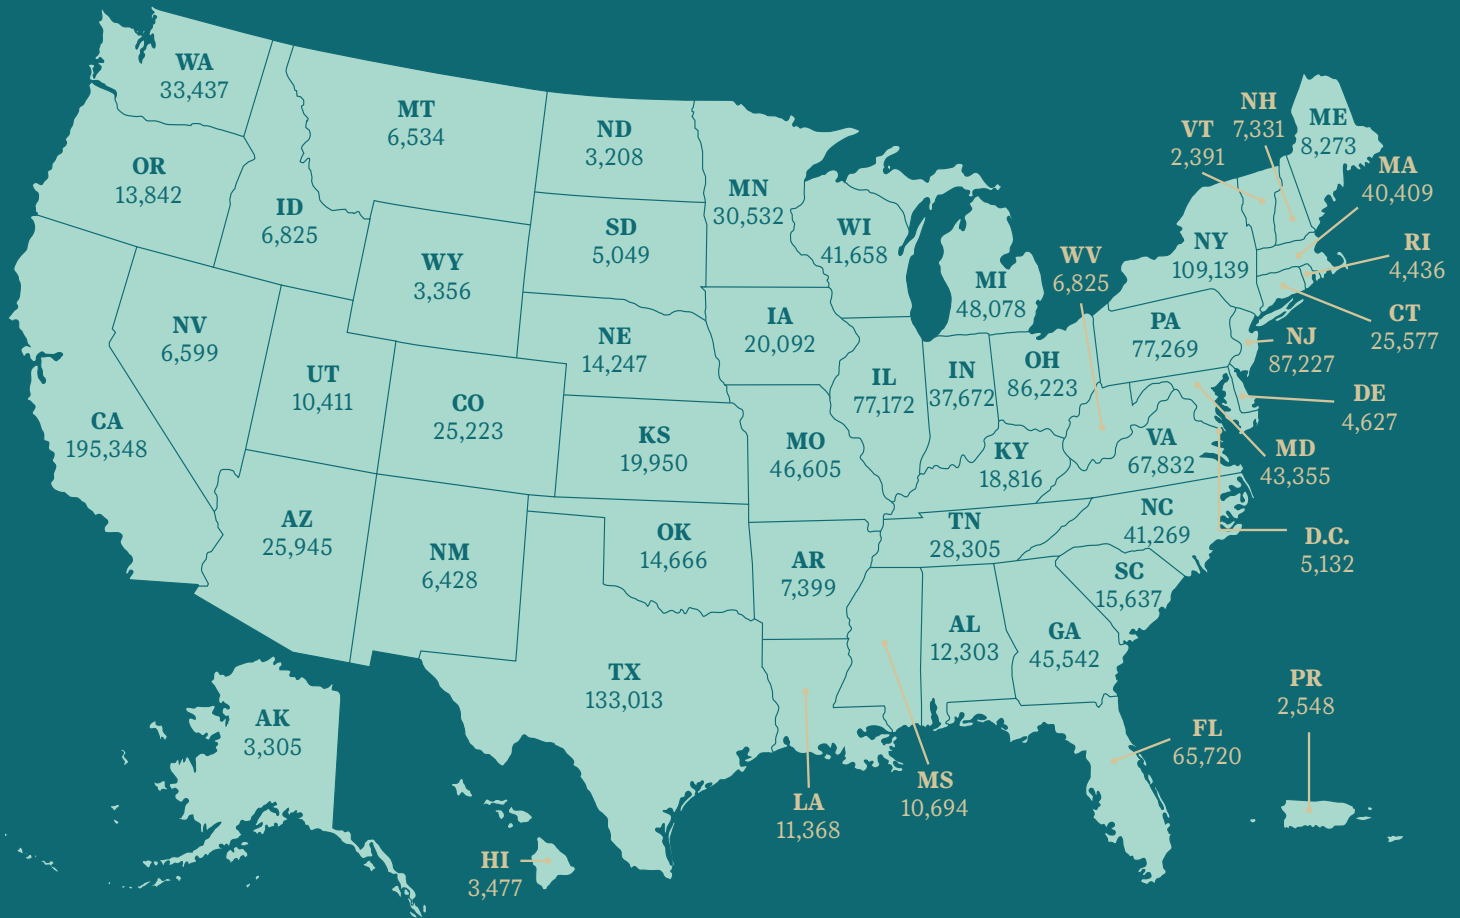 WA
33,437
OR
13,842
CA
195,348
ID
6,825
NV
6,599
MT
6,534
WY
3,356
UT
10,411
AZ
25,945
CO
25,223
NM
6,428
ND
3,208
SD
5,049
NE
14,247
KS
19,950
OK
14,666
TX
133,013
MN
30,532
IA
20,092
MO
46,605
AR
7,399
LA
11,368
WI
41,658
IL
77,172
MI
48,078
IN
37,672
OH
86,223
KY
18,816
TN
28,305
MS
10,694
AL
12,303
GA
45,542
FL
65,720
SC
15,637
NC
41,269
VA
67,832
WV
6,825
PA
77,269
NY
109,139
VT
2,391
NH
7,331
ME
8,273
MA
40,409
RI
4,436
CT
25,577
NJ
87,227
DE
4,627
MD
43,355
D.C.
5,132
PR
2,548
AK
3,305
HI
3,477